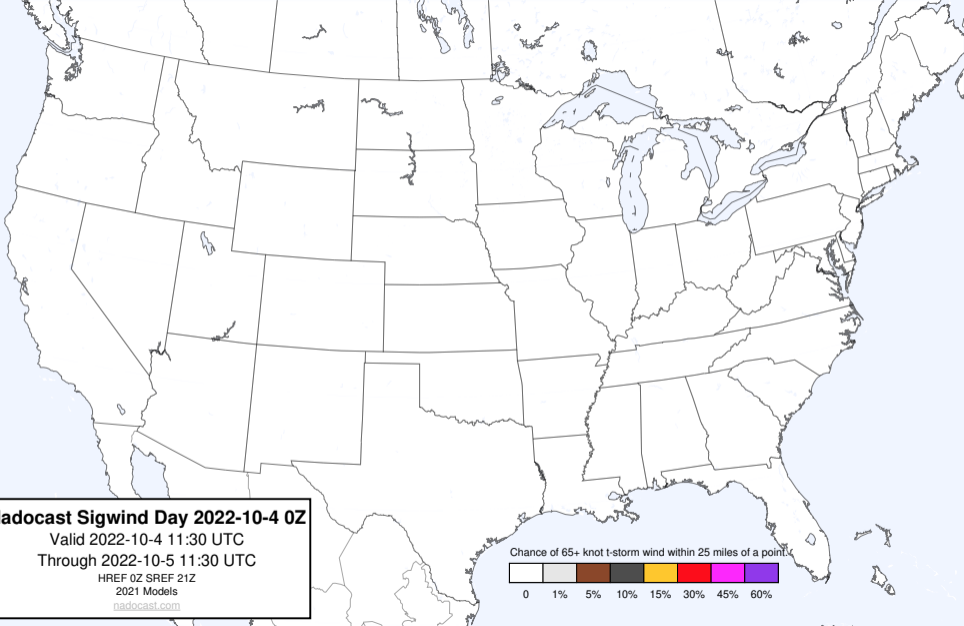 adocast Sigwind Day 2022-10-4 0Z
Valid 2022-10-4 11:30 UTC
Through 2022-10-5 11:30 UTC
HREF 0Z SREF 21Z
2021 Models
nadocast.com
Chance of 65+ knot t-storm wind within 25 miles of a point.
0 1% 5% 10% 15% 30% 45% 60%